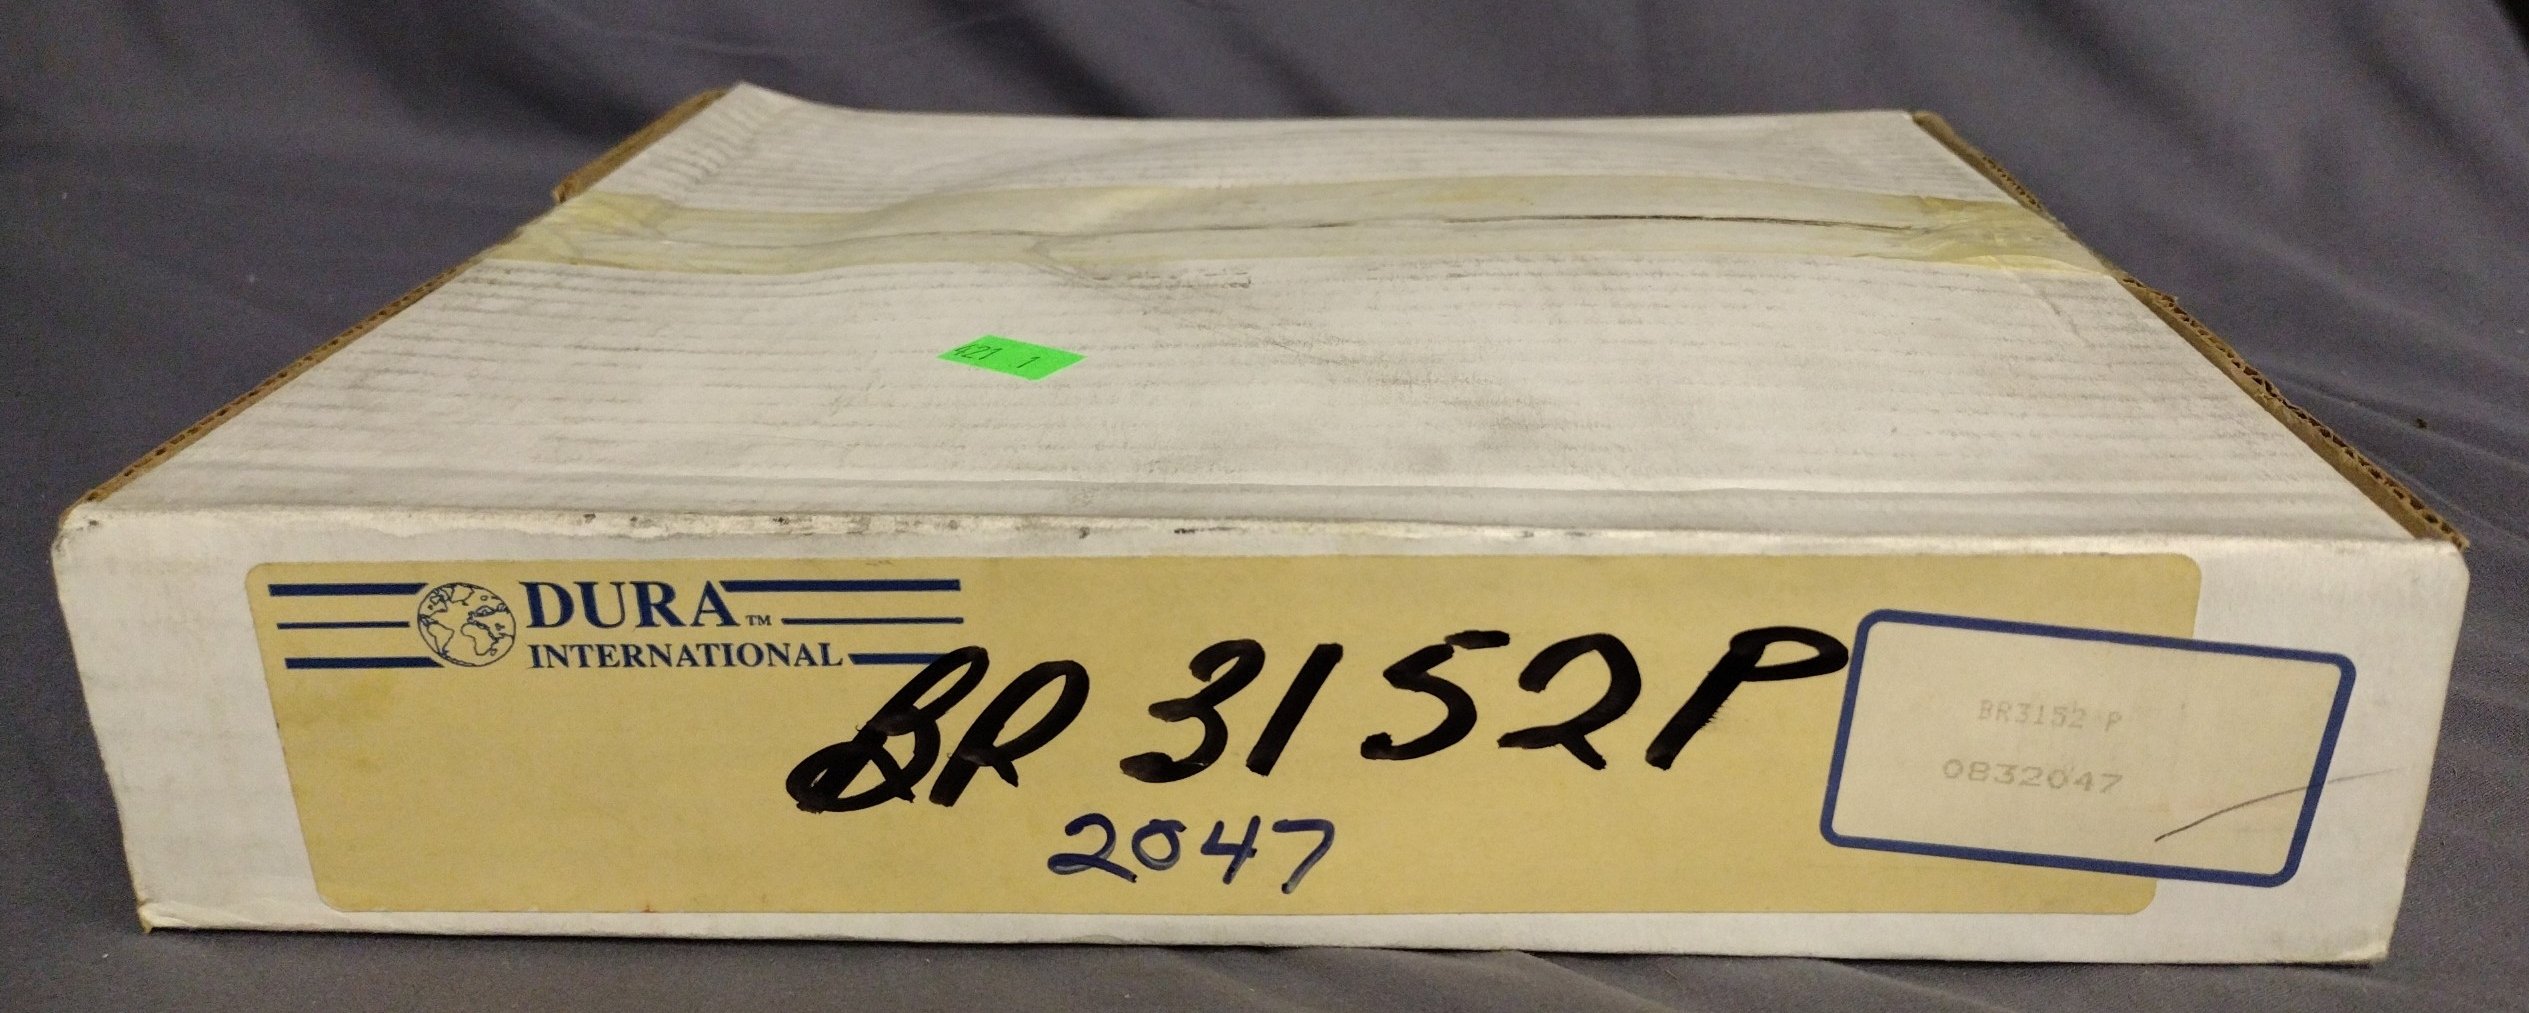 421 1
DURA™
INTERNATIONAL
BR 3152P
2047
BR3152 P
0832047